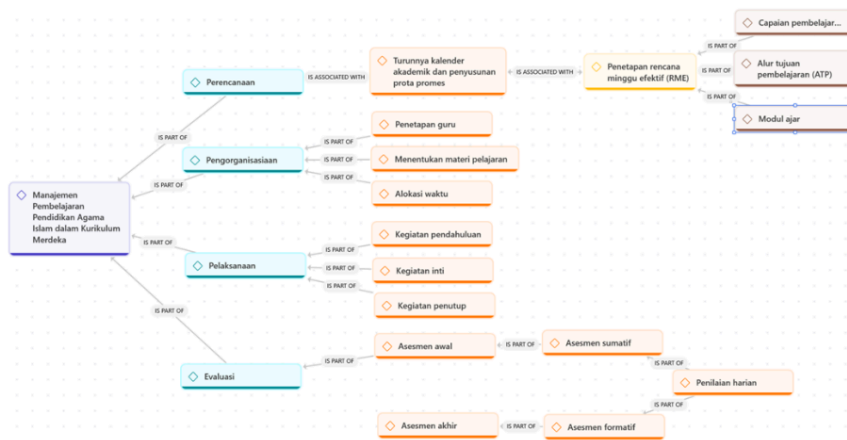 Capaian pembelajar...
IS PART OF
Turunnya kalender
akademik dan penyusunan
prota promes
Penetapan rencana
minggu efektif (RME)
Alur tujuan
pembelajaran (ATP)
Perencanaan
IS ASSOCIATED WITH
IS ASSOCIATED WITH
IS PART OF
IS PART OF
Modul ajar
Penetapan guru
IS PART OF
IS PART OF
Pengorganisasiaan
IS PART OF
Menentukan materi pelajaran
IS PART OF
IS PART OF
Alokasi waktu
Manajemen
Pembelajaran
Pendidikan Agama
Islam dalam Kurikulum
Merdeka
Kegiatan pendahuluan
IS PART OF
IS PART OF
Pelaksanaan
IS PART OF
Kegiatan inti
IS PART OF
Kegiatan penutup
IS PART OF
Asesmen awal
IS PART OF
Asesmen sumatif
IS PART OF
IS PART OF
Evaluasi
Penilaian harian
IS PART OF
Asesmen akhir
IS PART OF
Asesmen formatif